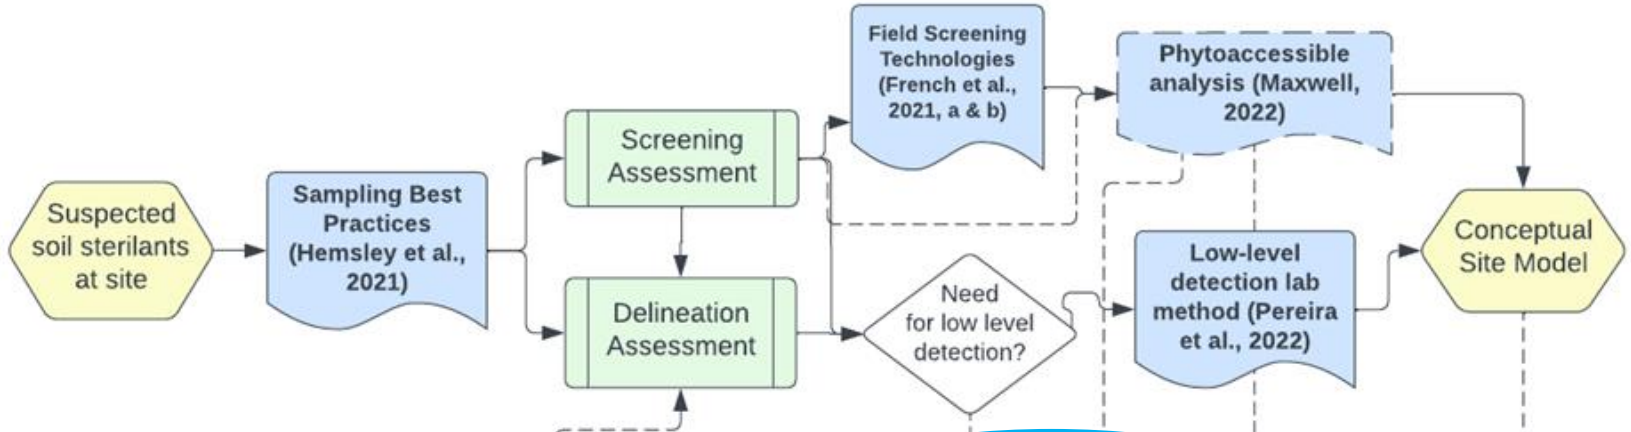 Suspected
soil sterilants
at site
Sampling Best
Practices
(Hemsley et al.,
2021)
Screening
Assessment
Delineation
Assessment
Field Screening
Technologies
(French et al.,
2021, a & b)
Need
for low level
detection?
Phytoaccessible
analysis (Maxwell,
2022)
Low-level
detection lab
method (Pereira
et al., 2022)
Conceptual
Site Model